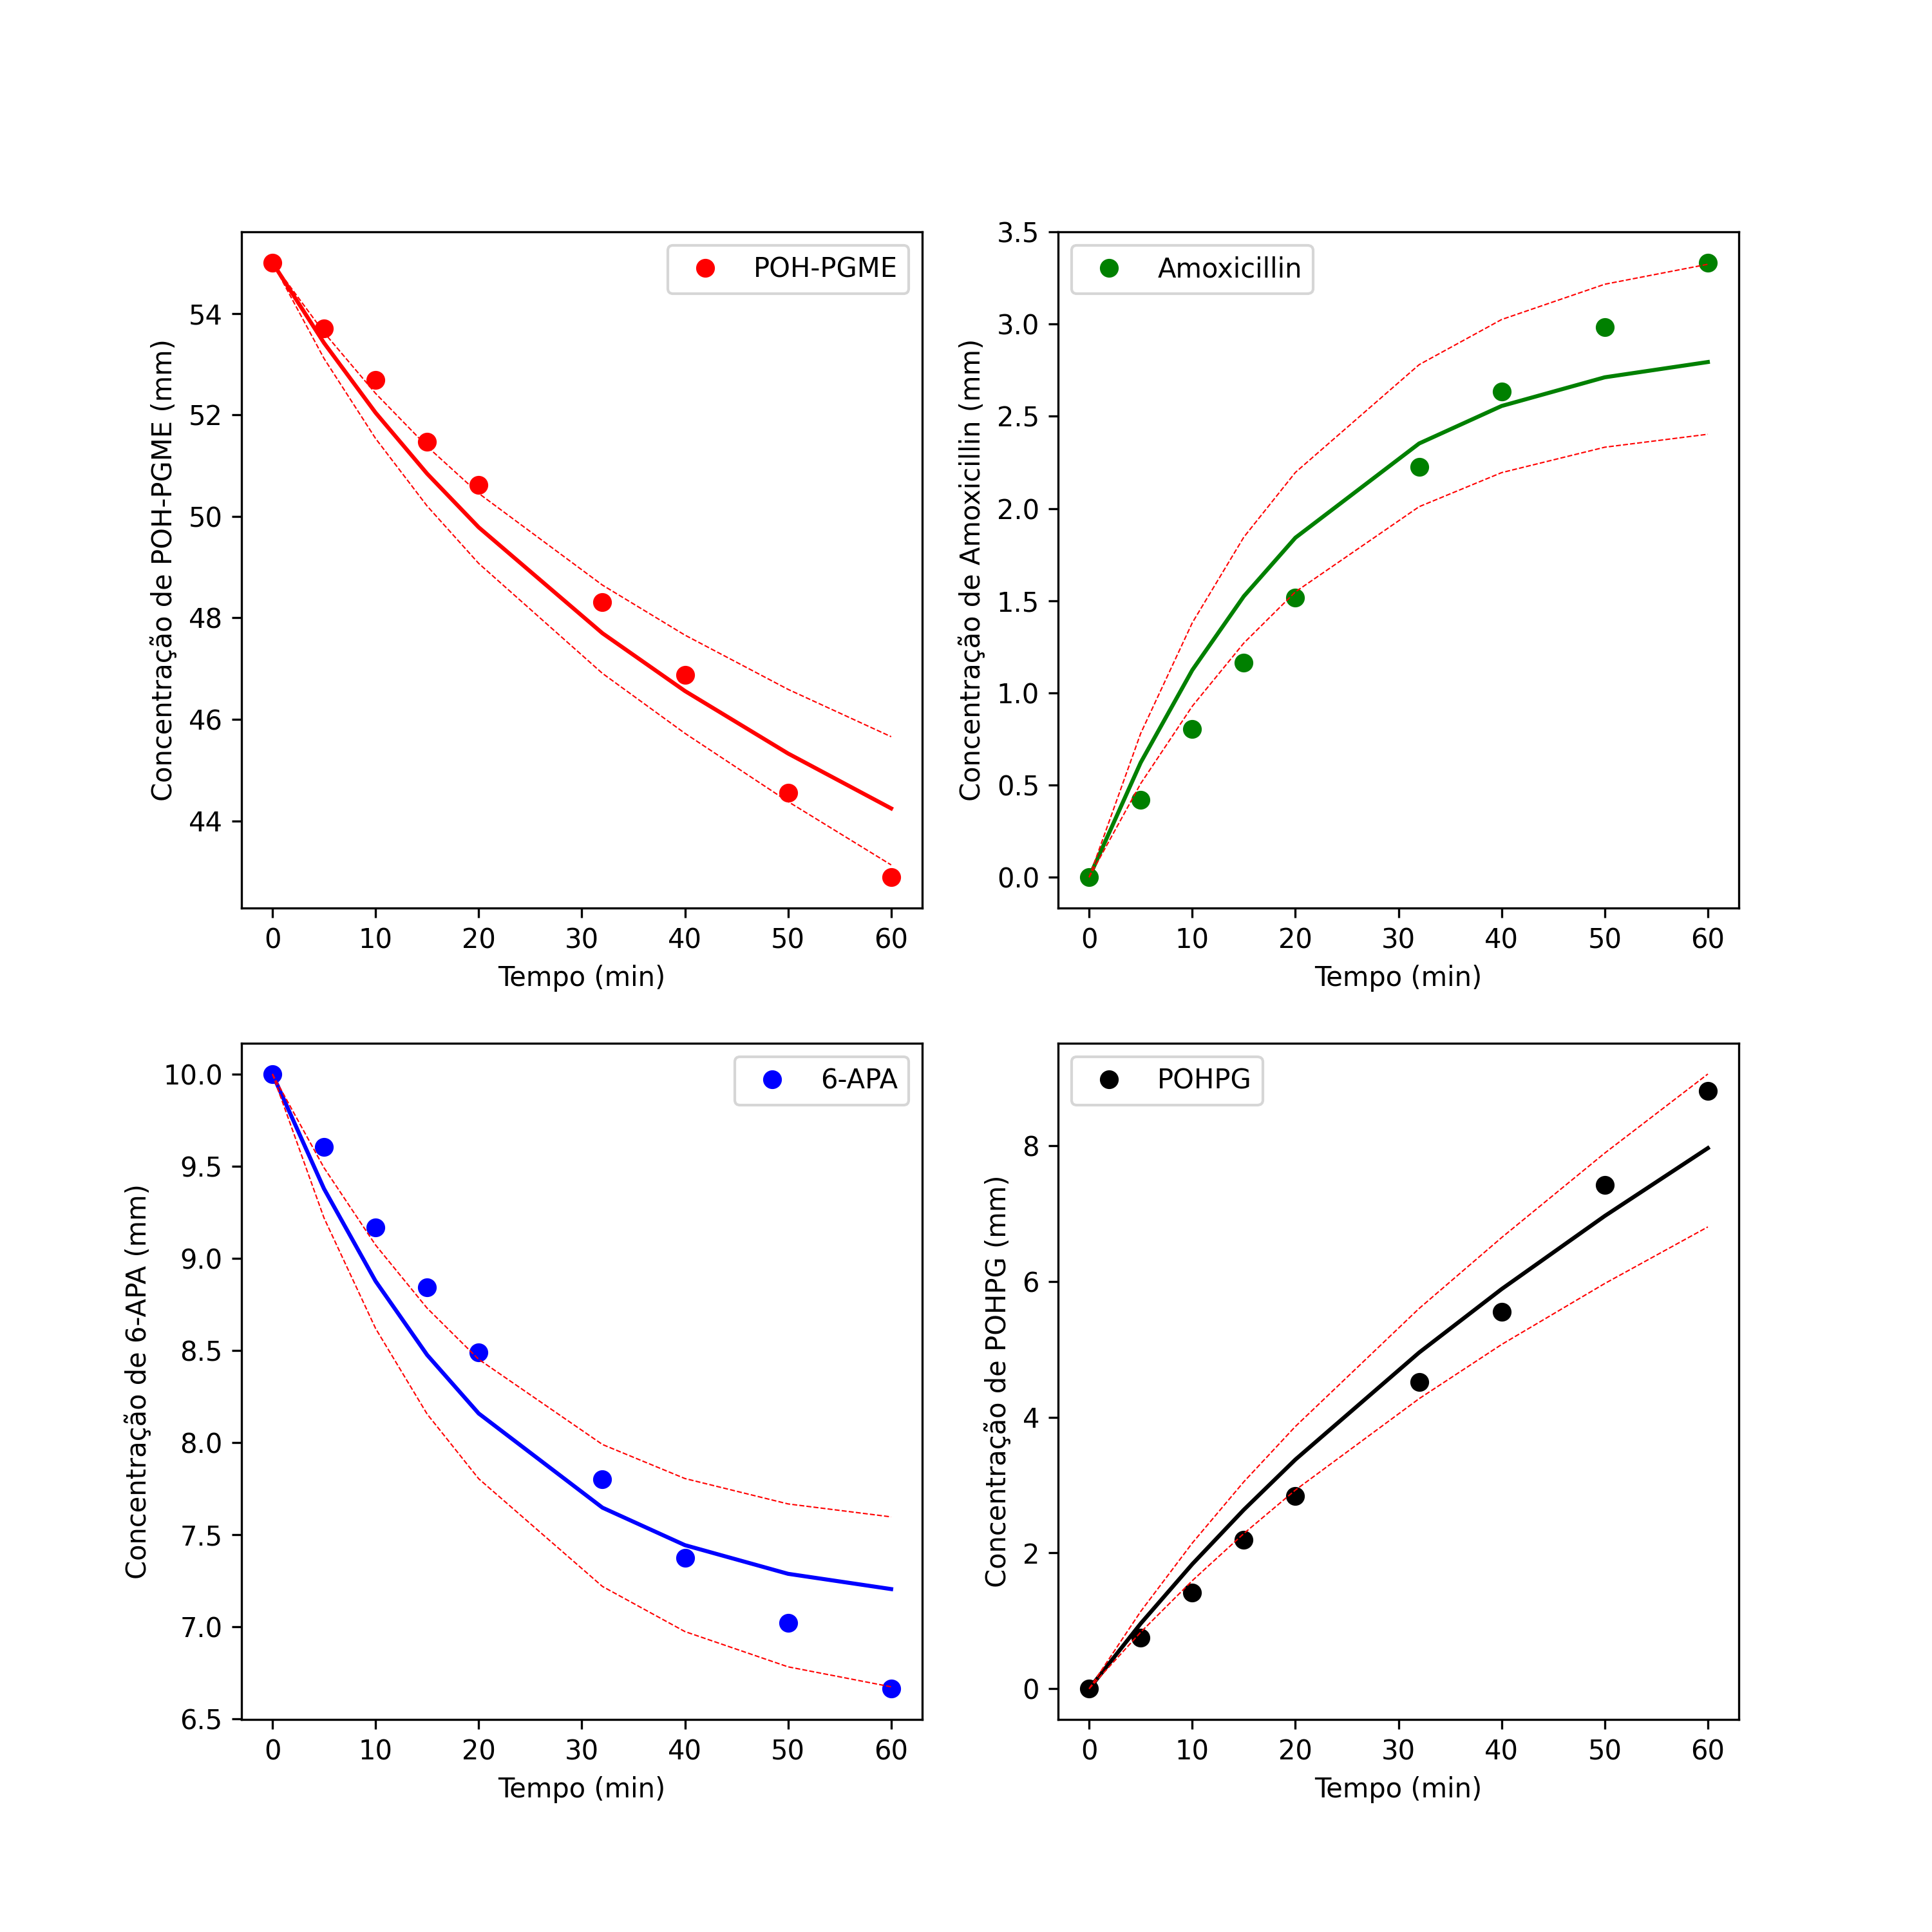 POH-PGME
Concentração de POH-PGME (mm)
54
52
50
48
46
44
0 10 20 30 40 50 60
Tempo (min)
Amoxicillin
Concentração de Amoxicillin (mm)
3.5
3.0
2.5
2.0
1.5
1.0
0.5
0.0
0 10 20 30 40 50 60
Tempo (min)
6-APA
Concentração de 6-APA (mm)
10.0
9.5
9.0
8.5
8.0
7.5
7.0
6.5
0 10 20 30 40 50 60
Tempo (min)
POHPG
Concentração de POHPG (mm)
8
6
4
2
0
0 10 20 30 40 50 60
Tempo (min)